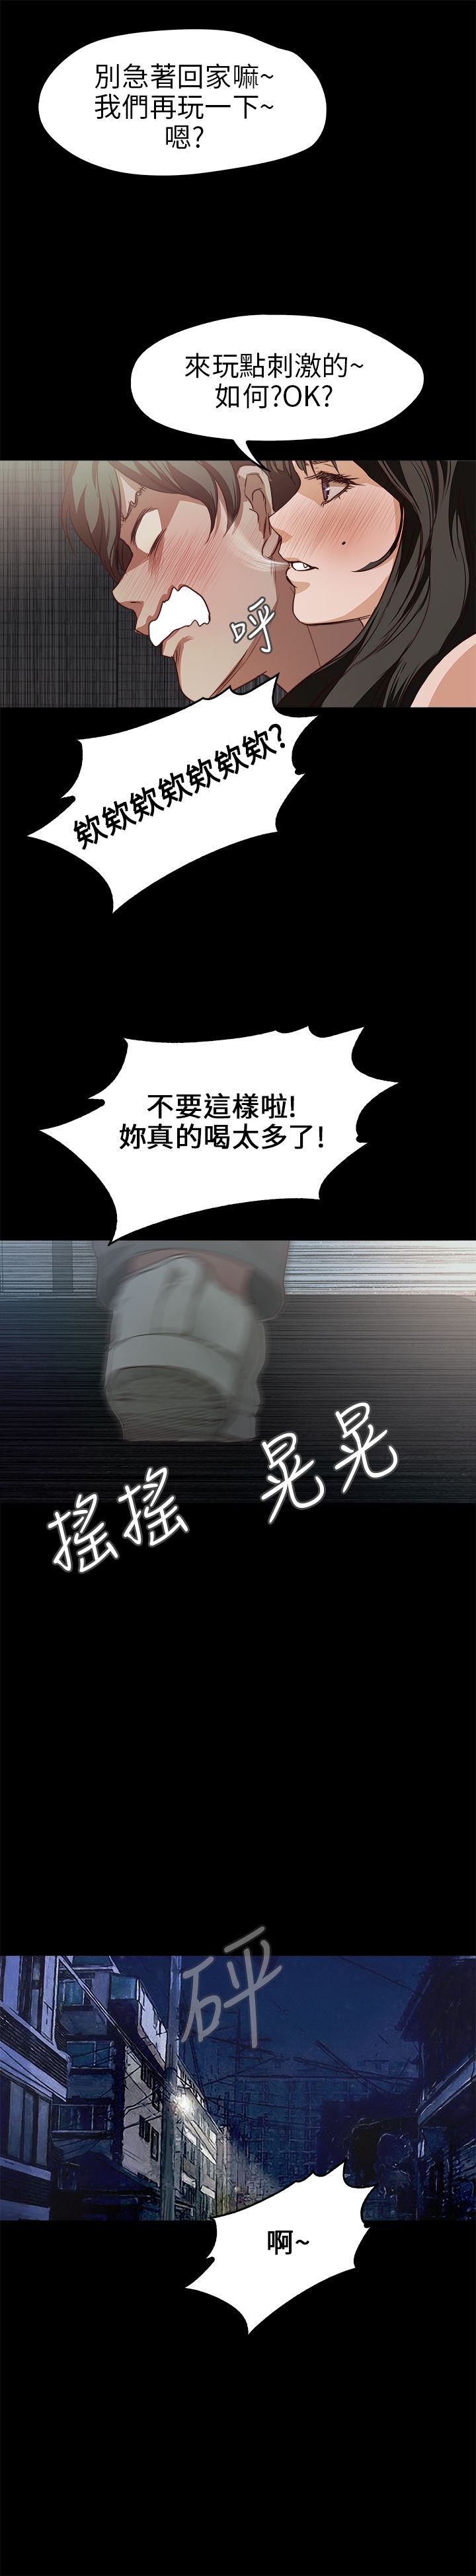 別急著回家嘛~
我們再玩一下~
嗯?
來玩點刺激的~
如何?OK?
呼
欸欸欸欸欸欸欸?
不要這樣啦!
妳真的喝太多了!
搖搖 晃晃
砰
啊~